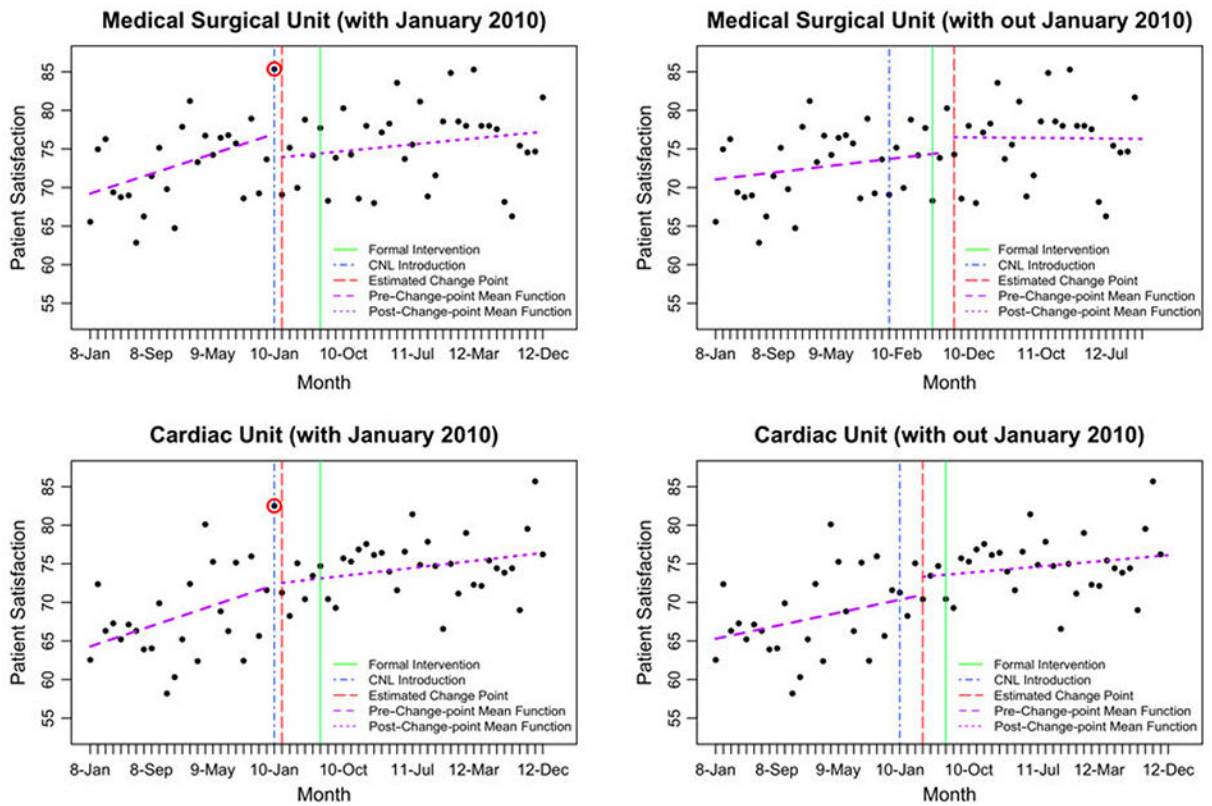 Medical Surgical Unit (with January 2010)
Patient Satisfaction
85
80
75
70
65
60
55
Formal Intervention
CNL Introduction
Estimated Change Point
Pre-Change-point Mean Function
Post-Change-point Mean Function
8-Jan 8-Sep 9-May 10-Jan 10-Oct 11-Jul 12-Mar 12-Dec
Month
Medical Surgical Unit (with out January 2010)
Patient Satisfaction
85
80
75
70
65
60
55
Formal Intervention
CNL Introduction
Estimated Change Point
Pre-Change-point Mean Function
Post-Change-point Mean Function
8-Jan 8-Sep 9-May 10-Feb 10-Dec 11-Oct 12-Jul
Month
Cardiac Unit (with January 2010)
Patient Satisfaction
85
80
75
70
65
60
55
Formal Intervention
CNL Introduction
Estimated Change Point
Pre-Change-point Mean Function
Post-Change-point Mean Function
8-Jan 8-Sep 9-May 10-Jan 10-Oct 11-Jul 12-Mar 12-Dec
Month
Cardiac Unit (with out January 2010)
Patient Satisfaction
85
80
75
70
65
60
55
Formal Intervention
CNL Introduction
Estimated Change Point
Pre-Change-point Mean Function
Post-Change-point Mean Function
8-Jan 8-Sep 9-May 10-Jan 10-Oct 11-Jul 12-Mar 12-Dec
Month